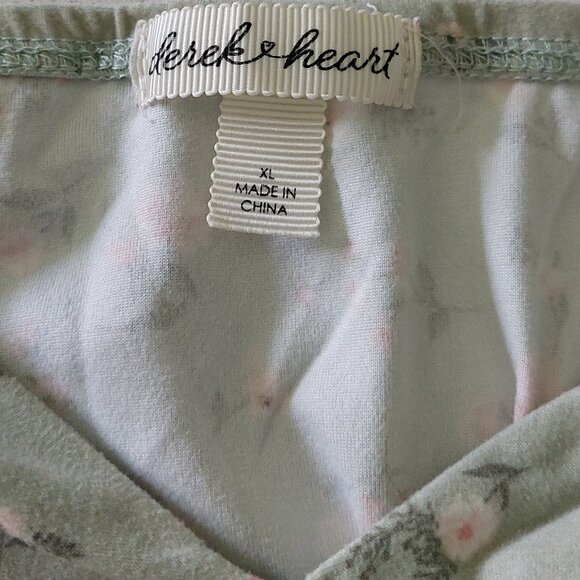 derek heart
XL
MADE IN
CHINA